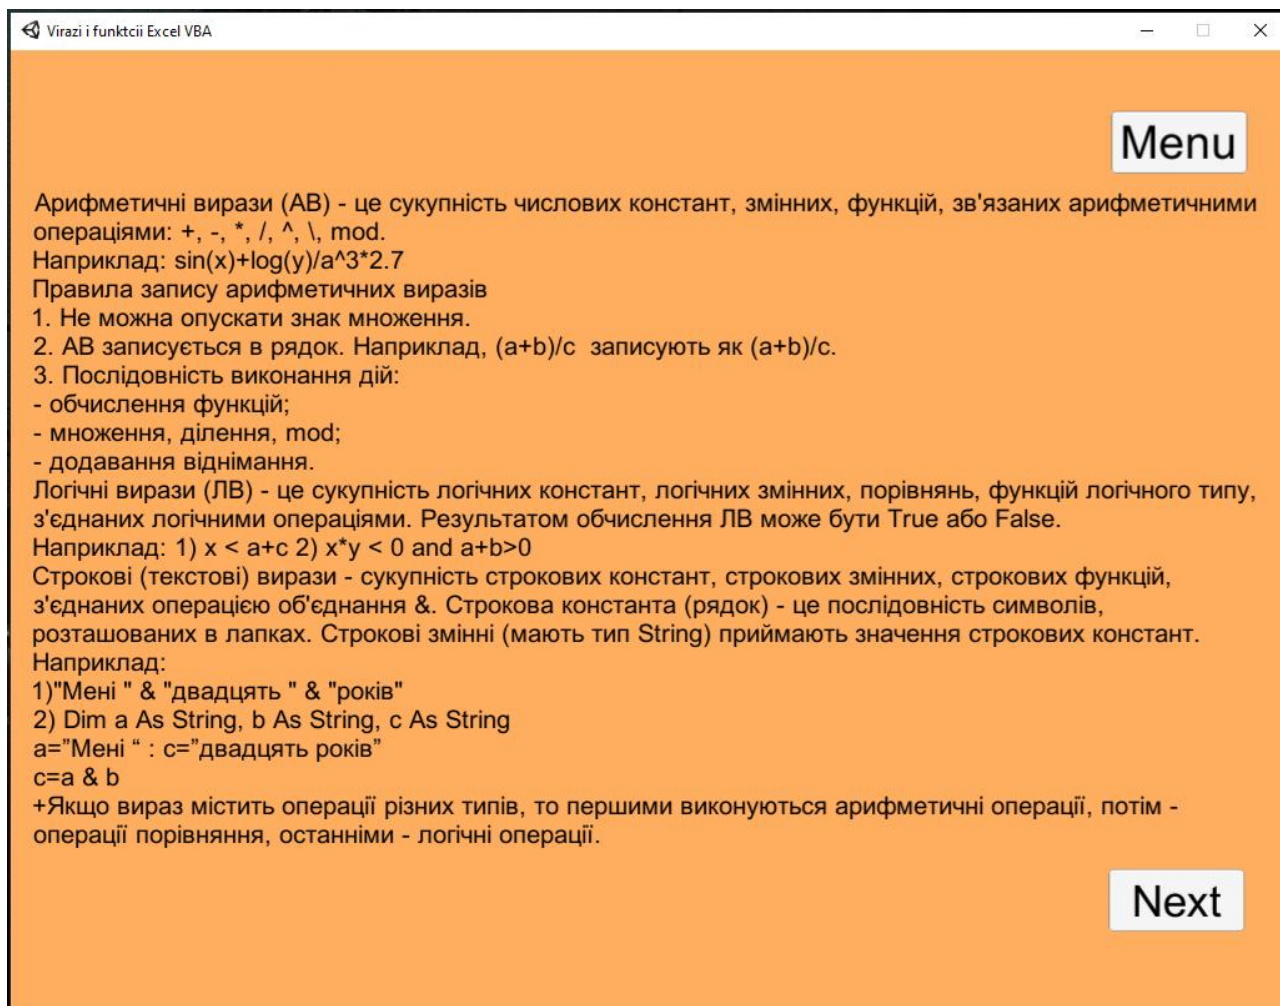 Virazi i funktcii Excel VBA
Menu
Арифметичні вирази (АВ) - це сукупність числових констант, змінних, функцій, зв'язаних арифметичними
операціями: +, -, *, /, ^, \, mod.
Наприклад: sin(x)+log(y)/a^3*2.7
Правила запису арифметичних виразів
1. Не можна опускати знак множення.
2. АВ записується в рядок. Наприклад, (a+b)/c  записують як (a+b)/c.
3. Послідовність виконання дій:
- обчислення функцій;
- множення, ділення, mod;
- додавання віднімання.
Логічні вирази (ЛВ) - це сукупність логічних констант, логічних змінних, порівнянь, функцій логічного типу,
з'єднаних логічними операціями. Результатом обчислення ЛВ може бути True або False.
Наприклад: 1) x < a+c 2) x*y < 0 and a+b>0
Строкові (текстові) вирази - сукупність строкових констант, строкових змінних, строкових функцій,
з'єднаних операцією об'єднання &. Строкова константа (рядок) - це послідовність символів,
розташованих в лапках. Строкові змінні (мають тип String) приймають значення строкових констант.
Наприклад:
1)"Мені " & "двадцять " & "років"
2) Dim a As String, b As String, c As String
a=”Мені “ : c=”двадцять років”
c=a & b
+Якщо вираз містить операції різних типів, то першими виконуються арифметичні операції, потім -
операції порівняння, останніми - логічні операції.
Next